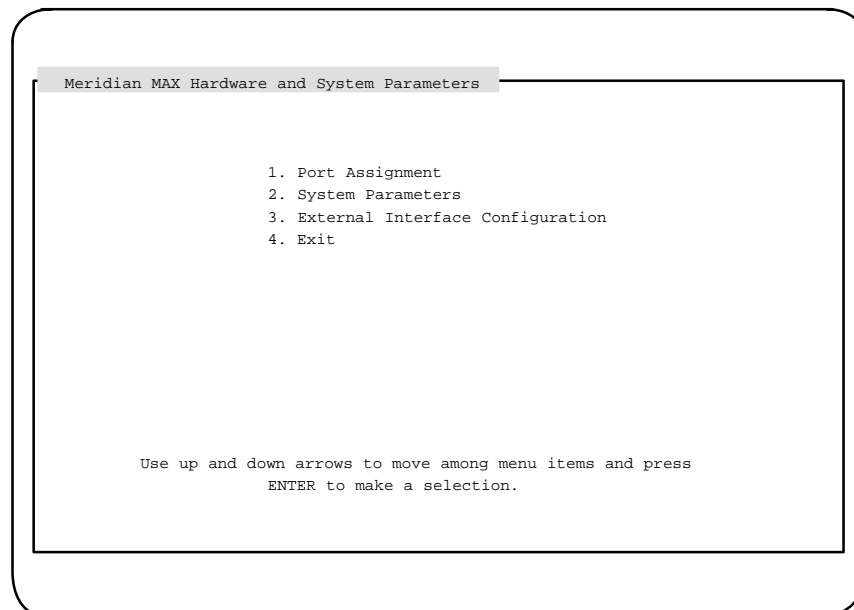 Meridian MAX Hardware and System Parameters
1. Port Assignment
2. System Parameters
3. External Interface Configuration
4. Exit
Use up and down arrows to move among menu items and press
ENTER to make a selection.